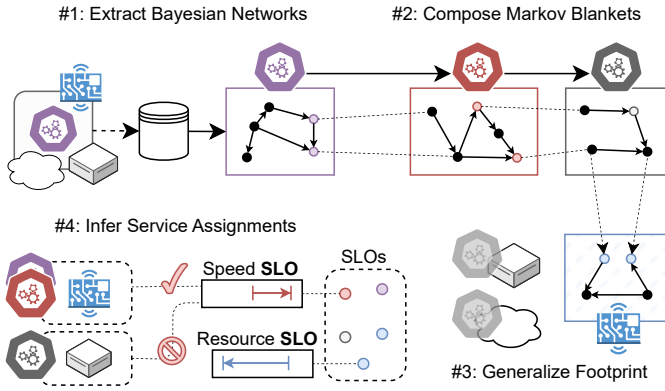 #1: Extract Bayesian Networks
#2: Compose Markov Blankets
#4: Infer Service Assignments
SLOs
Speed SLO
Resource SLO
#3: Generalize Footprint